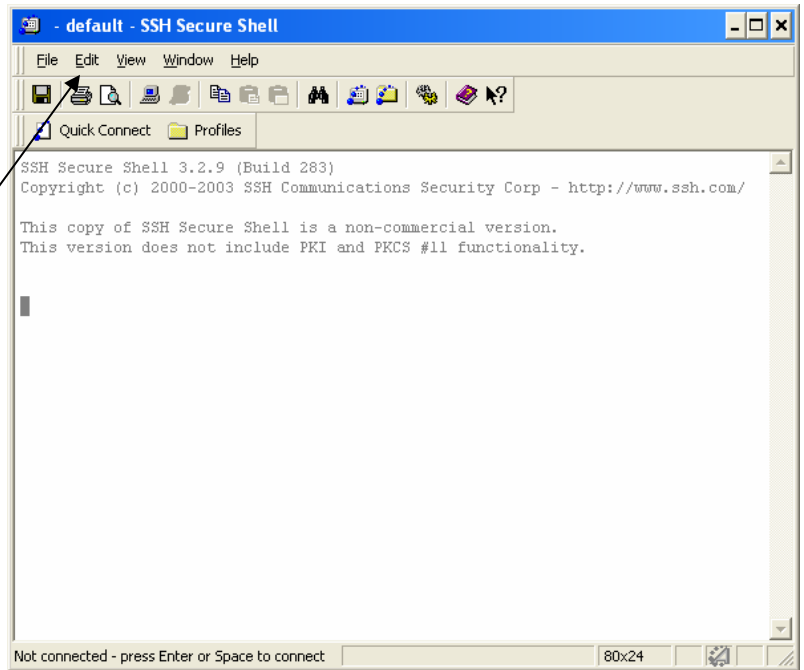 - default - SSH Secure Shell
File Edit View Window Help
Quick Connect Profiles
SSH Secure Shell 3.2.9 (Build 283)
Copyright (c) 2000-2003 SSH Communications Security Corp - http://www.ssh.com/
This copy of SSH Secure Shell is a non-commercial version.
This version does not include PKI and PKCS #11 functionality.
Not connected - press Enter or Space to connect 80x24